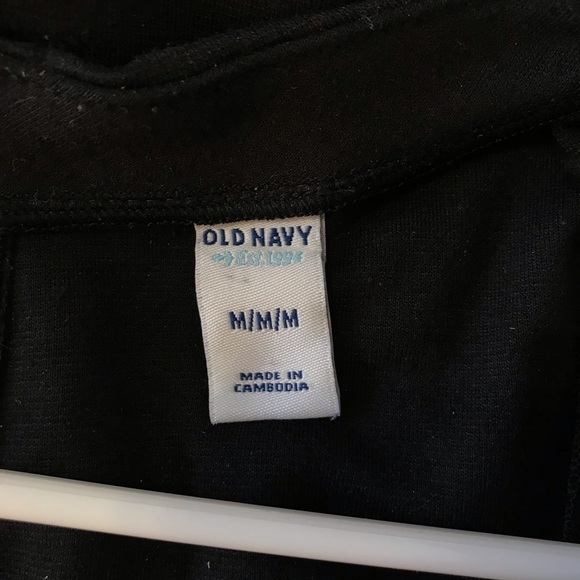 OLD NAVY
Est. 1994
M/M/M
MADE IN
CAMBODIA